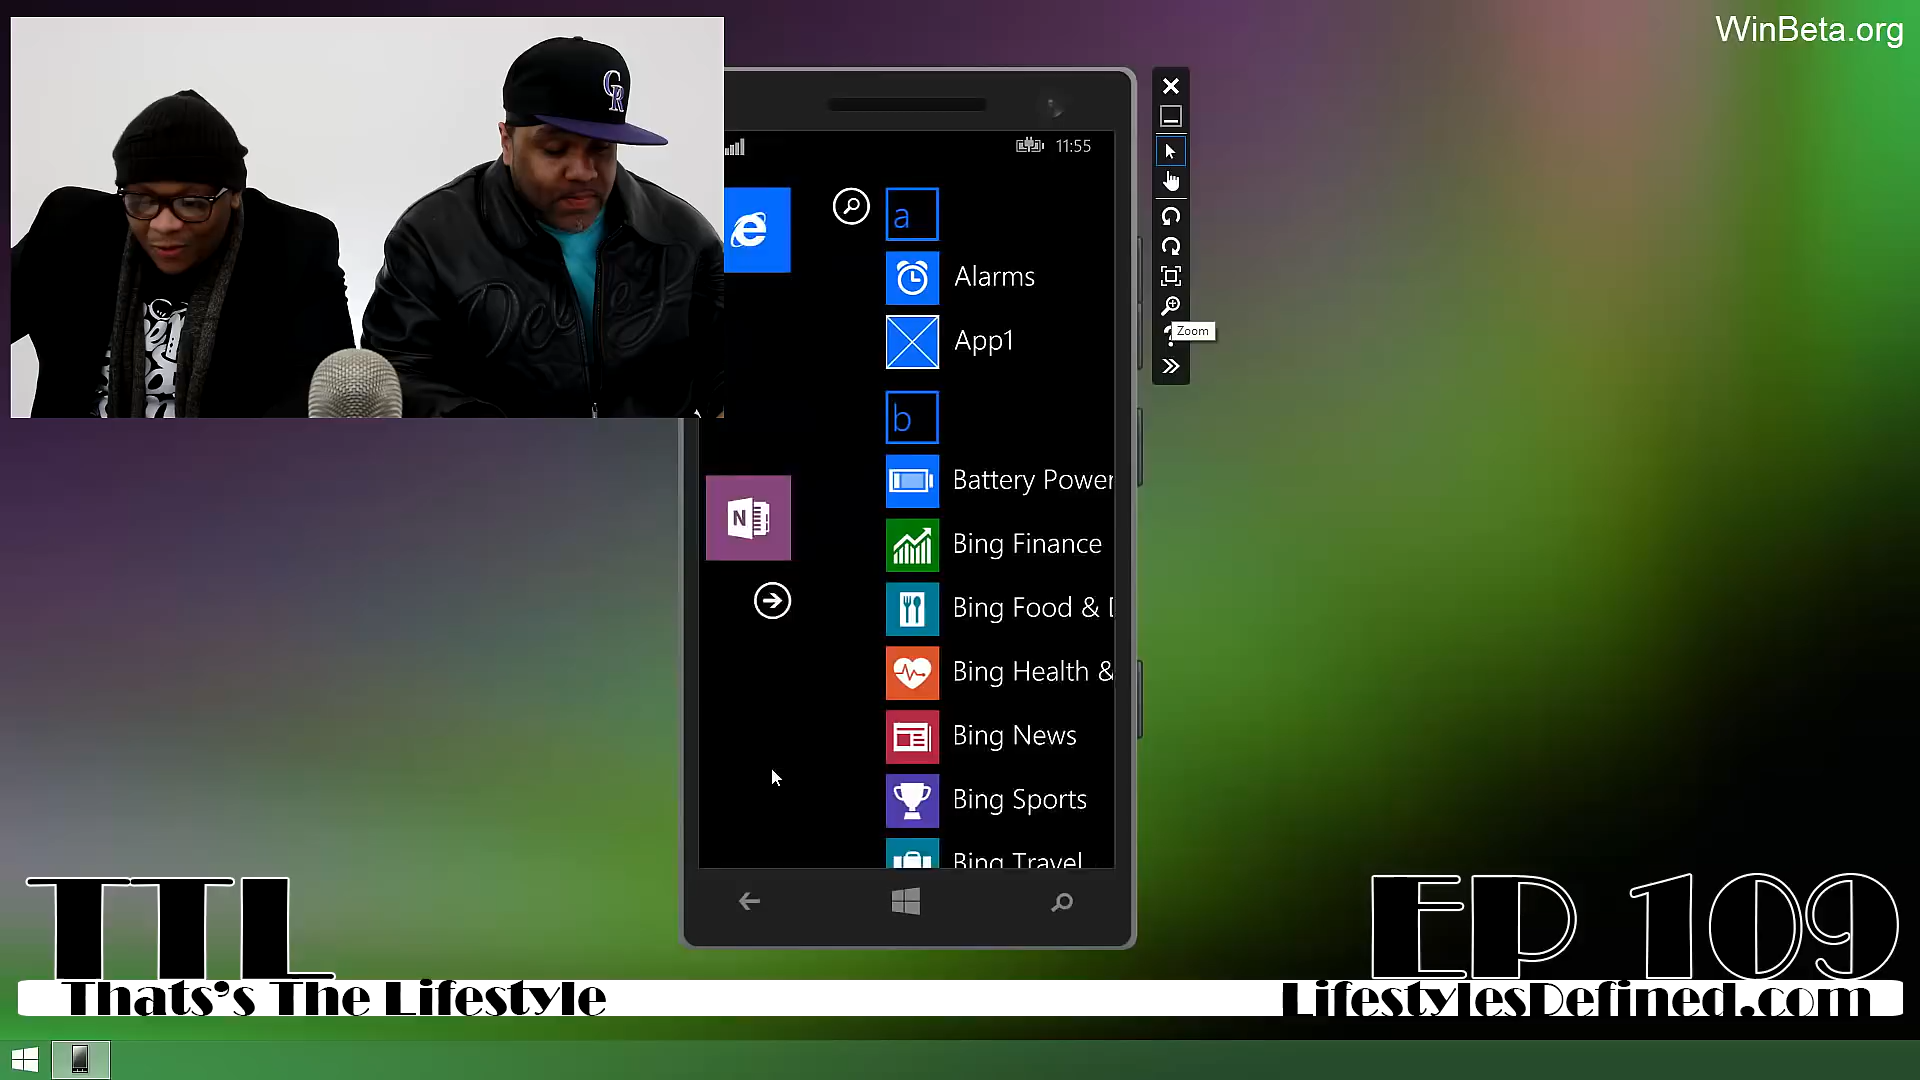 WinBeta.org
CR
11:55
a
Alarms
App1
Zoom
b
Battery Power
N
Bing Finance
Bing Food &
Bing Health &
Bing News
Bing Sports
Bing Travel
TTL
EP 109
Thats's The Lifestyle
LifestylesDefined.com